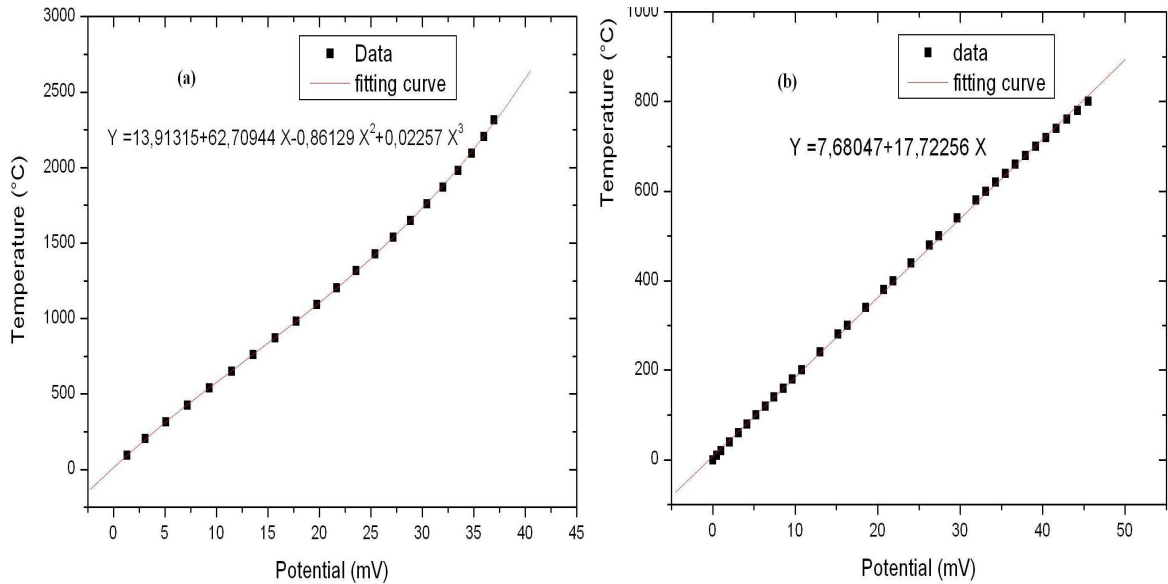 3000
2500
2000
1500
1000
500
0
Temperature (°C)
Data
fitting curve
(a)
Y =13,91315+62,70944 X-0,86129 X²+0,02257 X³
0 5 10 15 20 25 30 35 40 45
Potential (mV)
1000
800
600
400
200
0
Temperature (°C)
data
fitting curve
(b)
Y =7,68047+17,72256 X
0 10 20 30 40 50
Potential (mV)